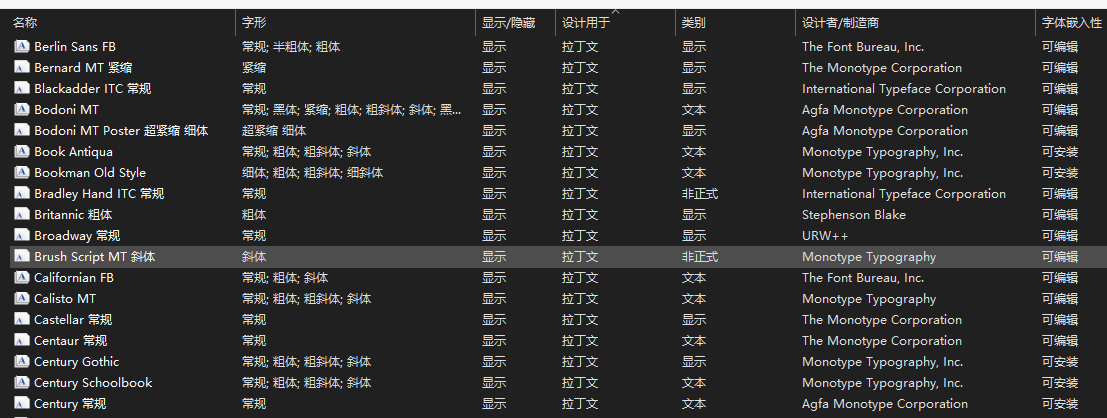 名称 字形 显示/隐藏 设计用于 类别 设计者/制造商 字体嵌入性
Berlin Sans FB 常规; 半粗体; 粗体 显示 拉丁文 显示 The Font Bureau, Inc. 可编辑
Bernard MT 紧缩 紧缩 显示 拉丁文 显示 The Monotype Corporation 可编辑
Blackadder ITC 常规 常规 显示 拉丁文 显示 International Typeface Corporation 可编辑
Bodoni MT 常规; 黑体; 紧缩; 粗体; 粗斜体; 斜体; 黑... 显示 拉丁文 文本 Agfa Monotype Corporation 可编辑
Bodoni MT Poster 超紧缩 细体 超紧缩 细体 显示 拉丁文 显示 Agfa Monotype Corporation 可编辑
Book Antiqua 常规; 粗体; 粗斜体; 斜体 显示 拉丁文 文本 Monotype Typography, Inc. 可安装
Bookman Old Style 细体; 粗体; 粗斜体; 细斜体 显示 拉丁文 文本 Monotype Typography, Inc. 可安装
Bradley Hand ITC 常规 常规 显示 拉丁文 非正式 International Typeface Corporation 可编辑
Britannic 粗体 粗体 显示 拉丁文 显示 Stephenson Blake 可编辑
Broadway 常规 常规 显示 拉丁文 显示 URW++ 可编辑
Brush Script MT 斜体 斜体 显示 拉丁文 非正式 Monotype Typography 可编辑
Californian FB 常规; 粗体; 斜体 显示 拉丁文 文本 The Font Bureau, Inc. 可编辑
Calisto MT 常规; 粗体; 粗斜体; 斜体 显示 拉丁文 文本 Monotype Typography 可编辑
Castellar 常规 常规 显示 拉丁文 显示 The Monotype Corporation 可编辑
Centaur 常规 常规 显示 拉丁文 文本 The Monotype Corporation 可编辑
Century Gothic 常规; 粗体; 粗斜体; 斜体 显示 拉丁文 显示 Monotype Typography, Inc. 可安装
Century Schoolbook 常规; 粗体; 粗斜体; 斜体 显示 拉丁文 文本 Monotype Typography, Inc. 可安装
Century 常规 常规 显示 拉丁文 文本 Agfa Monotype Corporation 可安装